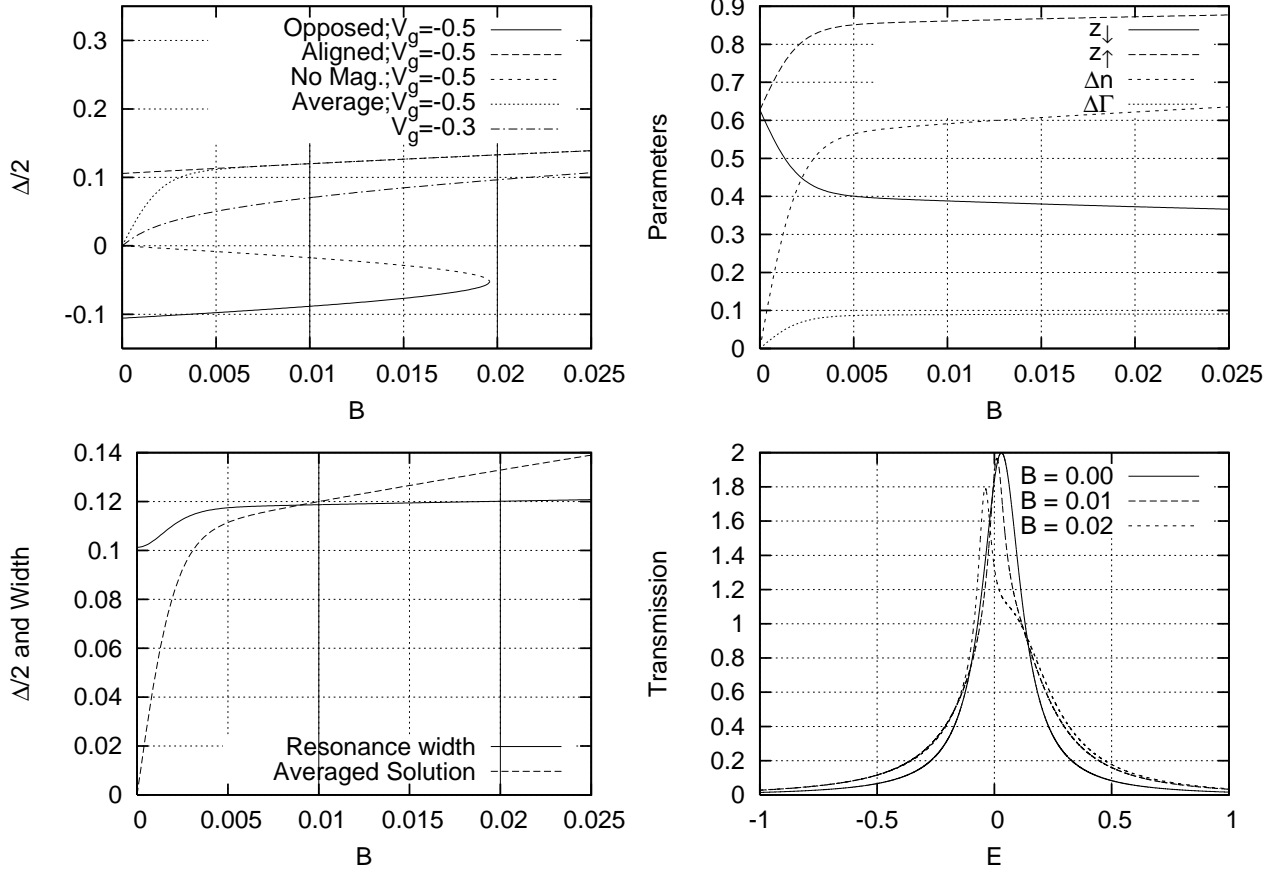 0.3
0.2
0.1
0
-0.1
Δ/2
Opposed;V_g=-0.5
Aligned;V_g=-0.5
No Mag.;V_g=-0.5
Average;V_g=-0.5
V_g=-0.3
0 0.005 0.01 0.015 0.02 0.025
B
0.9
0.8
0.7
0.6
0.5
0.4
0.3
0.2
0.1
0
Parameters
z↓
z↑
Δn
ΔΓ
0 0.005 0.01 0.015 0.02 0.025
B
0.14
0.12
0.1
0.08
0.06
0.04
0.02
0
Δ/2 and Width
Resonance width
Averaged Solution
0 0.005 0.01 0.015 0.02 0.025
B
2
1.8
1.6
1.4
1.2
1
0.8
0.6
0.4
0.2
0
Transmission
B = 0.00
B = 0.01
B = 0.02
-1 -0.5 0 0.5 1
E